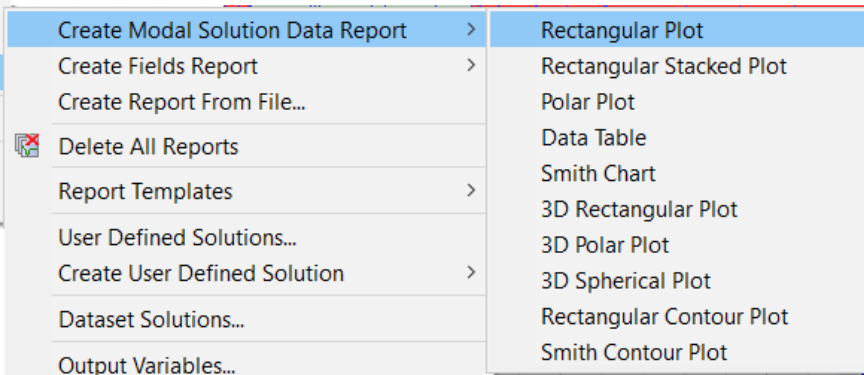 Create Modal Solution Data Report
Create Fields Report
Create Report From File...
Delete All Reports
Report Templates
User Defined Solutions...
Create User Defined Solution
Dataset Solutions...
Output Variables...
Rectangular Plot
Rectangular Stacked Plot
Polar Plot
Data Table
Smith Chart
3D Rectangular Plot
3D Polar Plot
3D Spherical Plot
Rectangular Contour Plot
Smith Contour Plot